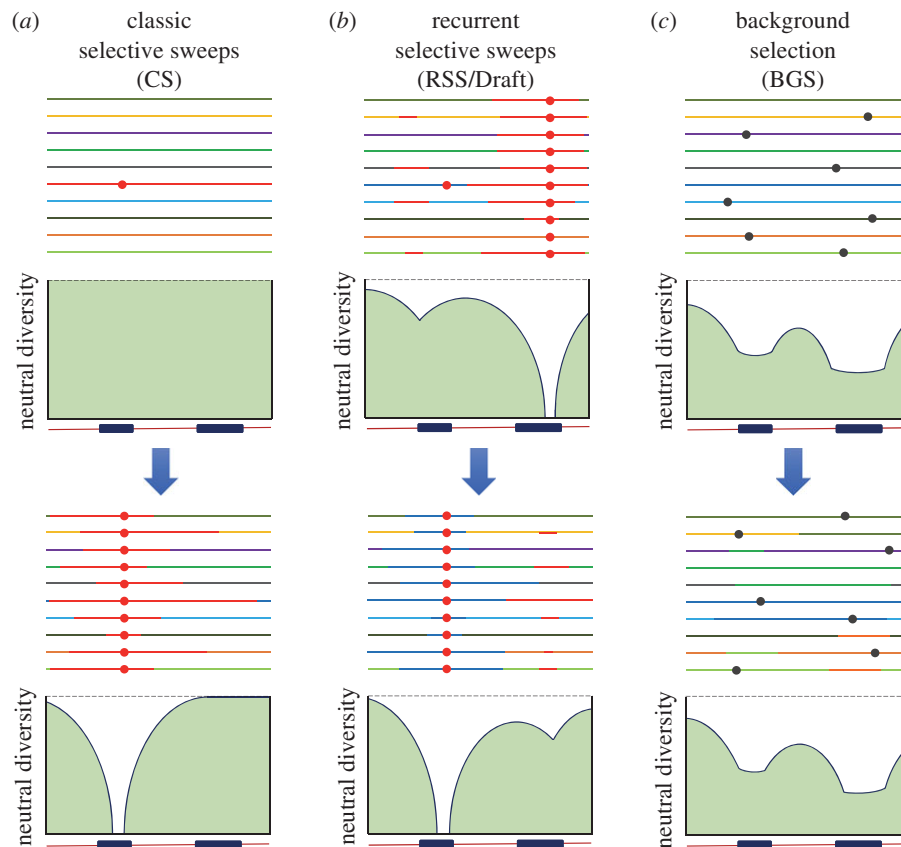 (a) classic
selective sweeps
(CS)
(b) recurrent
selective sweeps
(RSS/Draft)
(c) background
selection
(BGS)
neutral diversity
neutral diversity
neutral diversity
neutral diversity
neutral diversity
neutral diversity